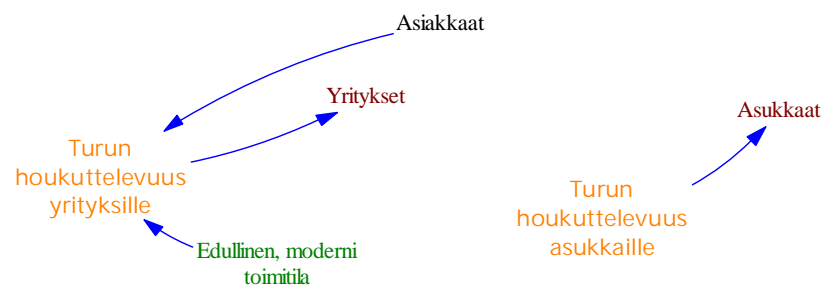 Asiakkaat
Yritykset
Asukkaat
Turun
houkuttelevuus
yrityksille
Turun
houkuttelevuus
asukkaille
Edullinen, moderni
toimitila